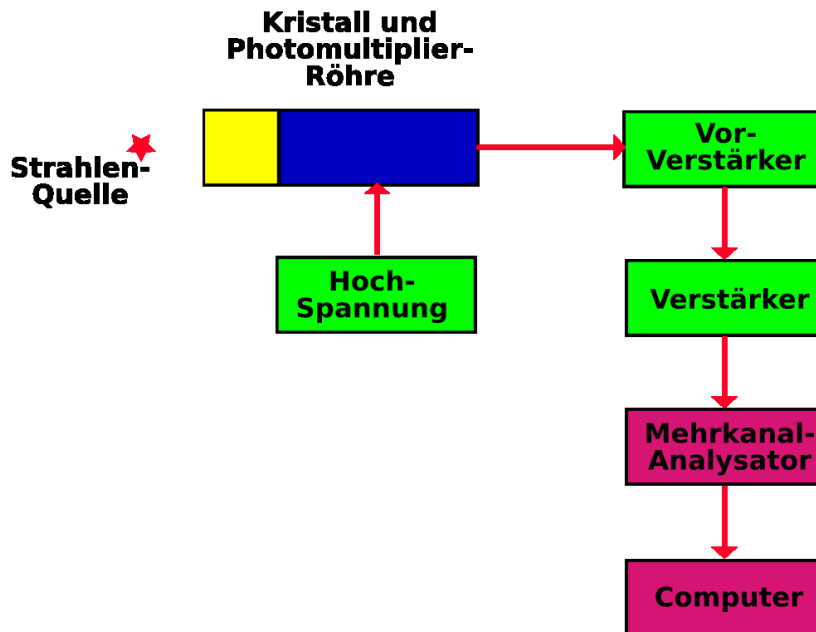 Kristall und
Photomultiplier-
Röhre
Strahlen-
Quelle
Vor-
Verstärker
Hoch-
Spannung
Verstärker
Mehrkanal-
Analysator
Computer